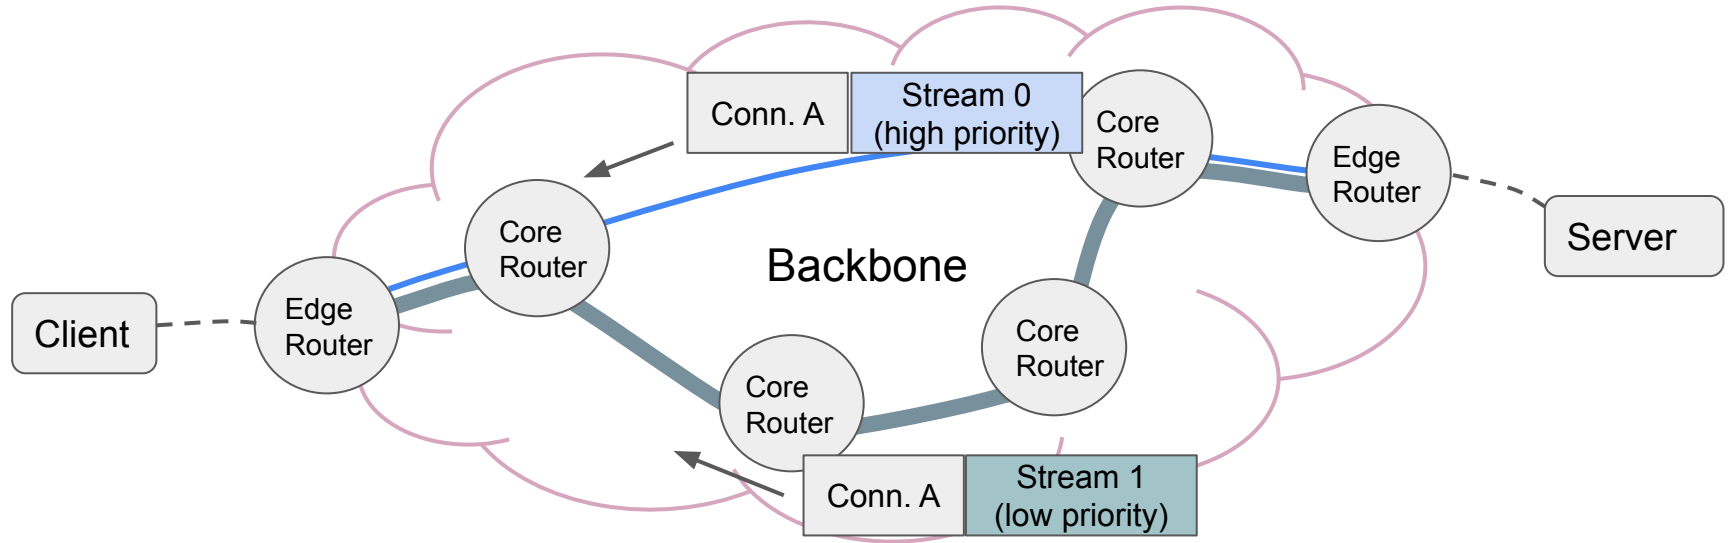 Conn. A
Stream 0
(high priority)
Core
Router
Edge
Router
Server
Core
Router
Backbone
Client
Edge
Router
Core
Router
Core
Router
Conn. A
Stream 1
(low priority)